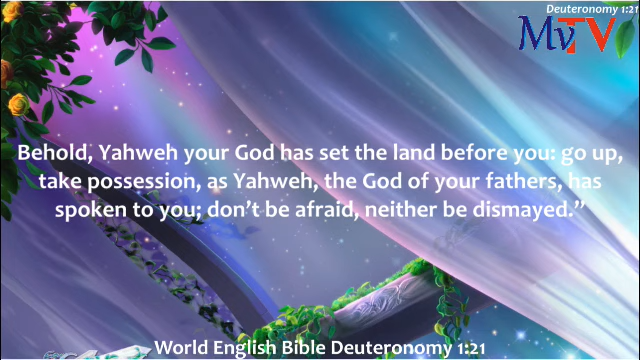 Deuteronomy 1:21
MyTV
Behold, Yahweh your God has set the land before you: go up,
take possession, as Yahweh, the God of your fathers, has
spoken to you; don’t be afraid, neither be dismayed.”
World English Bible Deuteronomy 1:21